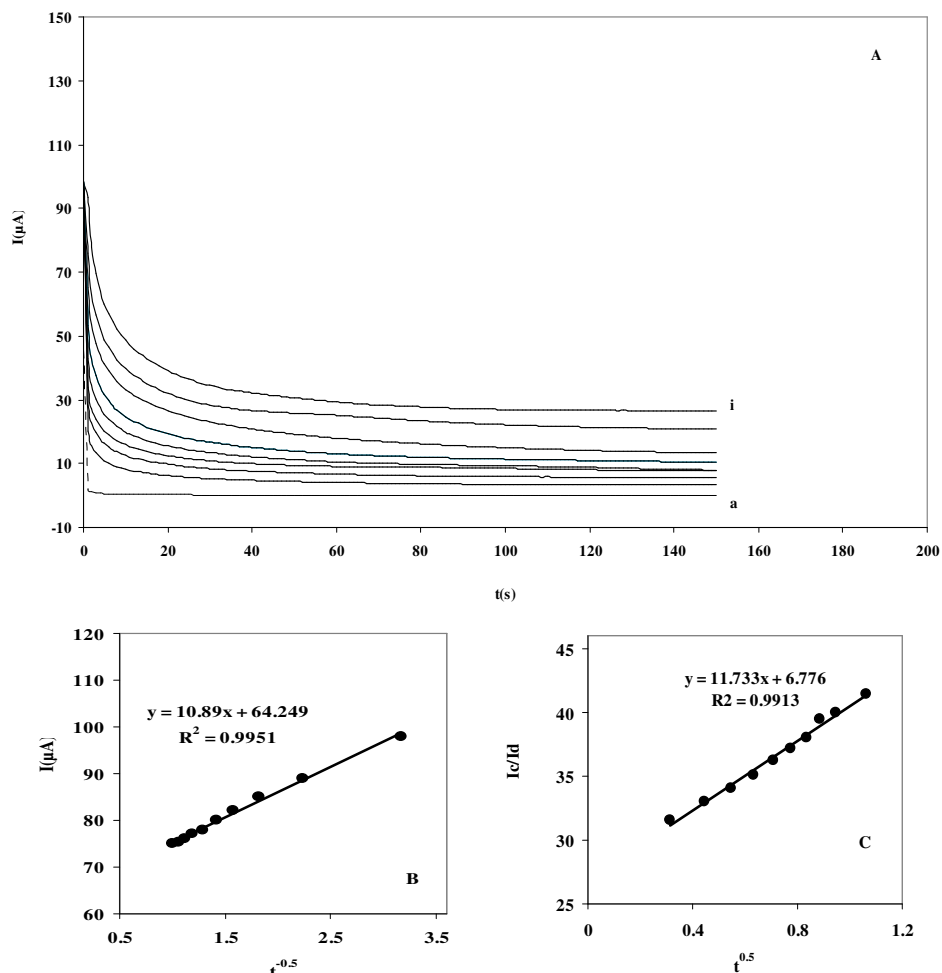 150
A
130
110
90
I(µA)
70
50
30
i
10
a
-10
0 20 40 60 80 100 120 140 160 180 200
t(s)
120
110
y = 10.89x + 64.249
R² = 0.9951
100
I(µA)
90
80
70
B
60
0.5 1.5 2.5 3.5
t^-0.5
45
y = 11.733x + 6.776
R2 = 0.9913
40
Ic/Id
35
30
C
25
0 0.4 0.8 1.2
t^0.5